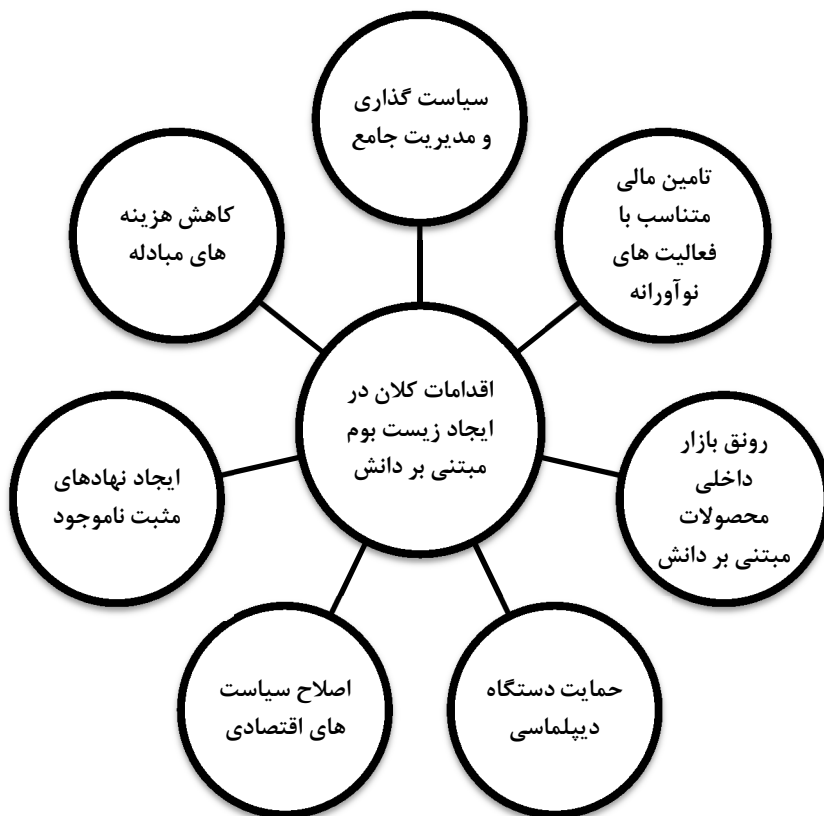 سیاست گذاری
و مدیریت جامع
تامین مالی
متناسب با
فعالیت های
نوآورانه
رونق بازار
داخلی
محصولات
مبتنی بر دانش
حمایت دستگاه
دیپلماسی
اصلاح سیاست
های اقتصادی
ایجاد نهادهای
مثبت ناموجود
کاهش هزینه
های مبادله
اقدامات کلان در
ایجاد زیست بوم
مبتنی بر دانش